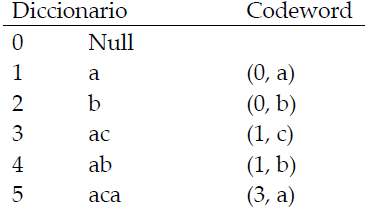 Diccionario Codeword
0 Null
1 a (0, a)
2 b (0, b)
3 ac (1, c)
4 ab (1, b)
5 aca (3, a)